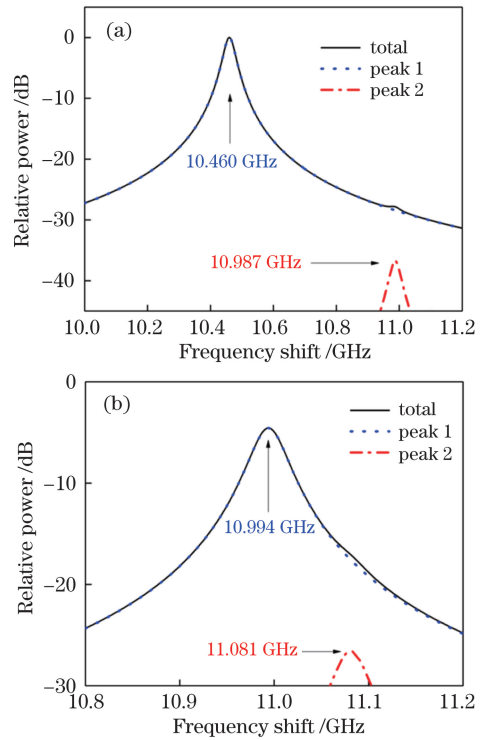 (a)
total
peak 1
peak 2
10.460 GHz
10.987 GHz
0
−10
−20
−30
−40
Relative power /dB
10.0 10.2 10.4 10.6 10.8 11.0 11.2
Frequency shift /GHz
(b)
total
peak 1
peak 2
10.994 GHz
11.081 GHz
0
−10
−20
−30
Relative power /dB
10.8 10.9 11.0 11.1 11.2
Frequency shift /GHz